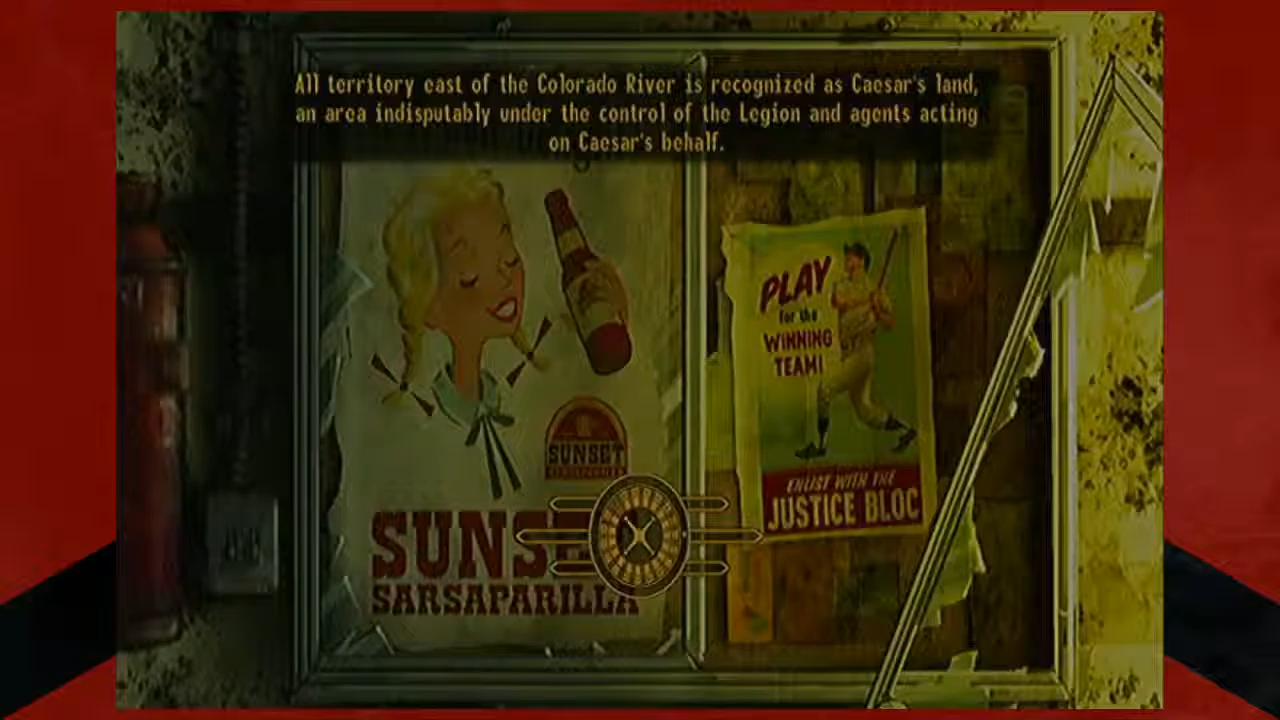 All territory east of the Colorado River is recognized as Caesar's land,
an area indisputably under the control of the Legion and agents acting
on Caesar's behalf.
PLAY
for the
WINNING
TEAM!
ENLIST WITH THE
JUSTICE BLOC
SUNSET
SUNSE
SARSAPARILLA